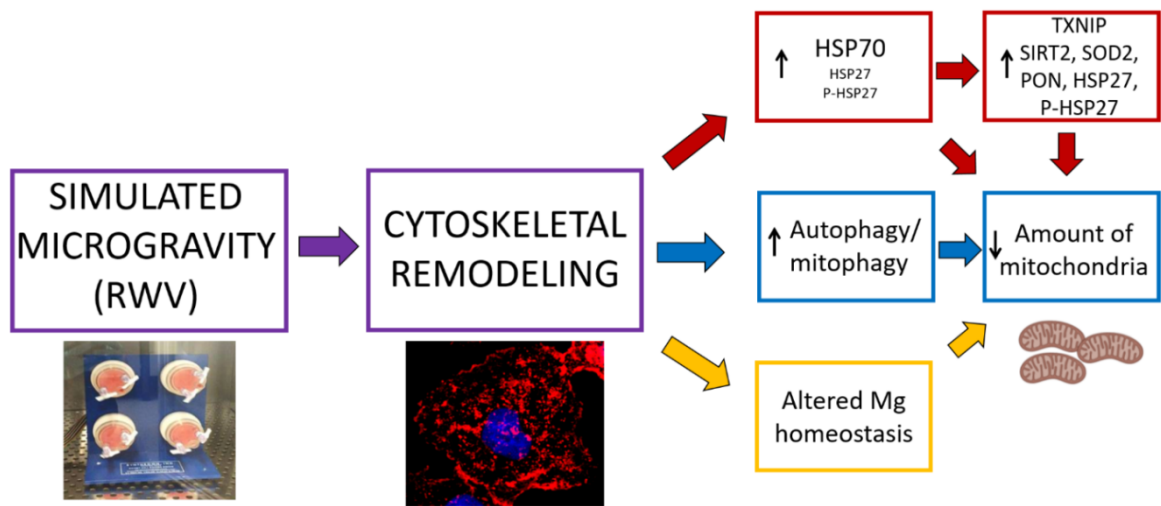 SIMULATED
MICROGRAVITY
(RWV)
CYTOSKELETAL
REMODELING
HSP70
HSP27
P-HSP27
TXNIP
SIRT2, SOD2,
PON, HSP27,
P-HSP27
Autophagy/
mitophagy
Amount of
mitochondria
Altered Mg
homeostasis